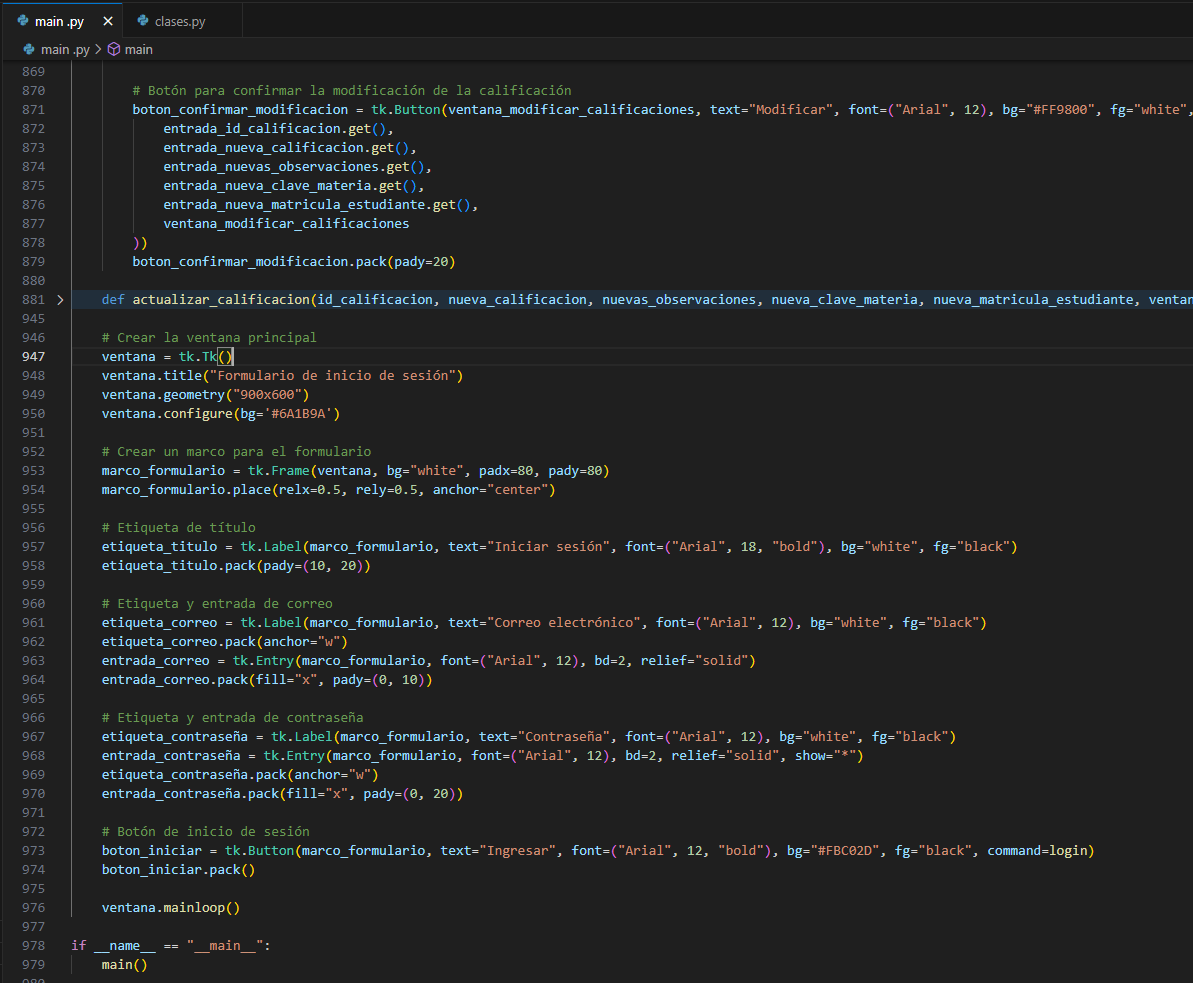 main .py
clases.py
main .py > main
869
870 # Botón para confirmar la modificación de la calificación
871 boton_confirmar_modificacion = tk.Button(ventana_modificar_calificaciones, text="Modificar", font=("Arial", 12), bg="#FF9800", fg="white",
872 entrada_id_calificacion.get(),
873 entrada_nueva_calificacion.get(),
874 entrada_nuevas_observaciones.get(),
875 entrada_nueva_clave_materia.get(),
876 entrada_nueva_matricula_estudiante.get(),
877 ventana_modificar_calificaciones
878 ))
879 boton_confirmar_modificacion.pack(pady=20)
880
881 def actualizar_calificacion(id_calificacion, nueva_calificacion, nuevas_observaciones, nueva_clave_materia, nueva_matricula_estudiante, ventan
945
946 # Crear la ventana principal
947 ventana = tk.Tk()
948 ventana.title("Formulario de inicio de sesión")
949 ventana.geometry("900x600")
950 ventana.configure(bg='#6A1B9A')
951
952 # Crear un marco para el formulario
953 marco_formulario = tk.Frame(ventana, bg="white", padx=80, pady=80)
954 marco_formulario.place(relx=0.5, rely=0.5, anchor="center")
955
956 # Etiqueta de título
957 etiqueta_titulo = tk.Label(marco_formulario, text="Iniciar sesión", font=("Arial", 18, "bold"), bg="white", fg="black")
958 etiqueta_titulo.pack(pady=(10, 20))
959
960 # Etiqueta y entrada de correo
961 etiqueta_correo = tk.Label(marco_formulario, text="Correo electrónico", font=("Arial", 12), bg="white", fg="black")
962 etiqueta_correo.pack(anchor="w")
963 entrada_correo = tk.Entry(marco_formulario, font=("Arial", 12), bd=2, relief="solid")
964 entrada_correo.pack(fill="x", pady=(0, 10))
965
966 # Etiqueta y entrada de contraseña
967 etiqueta_contraseña = tk.Label(marco_formulario, text="Contraseña", font=("Arial", 12), bg="white", fg="black")
968 entrada_contraseña = tk.Entry(marco_formulario, font=("Arial", 12), bd=2, relief="solid", show="*")
969 etiqueta_contraseña.pack(anchor="w")
970 entrada_contraseña.pack(fill="x", pady=(0, 20))
971
972 # Botón de inicio de sesión
973 boton_iniciar = tk.Button(marco_formulario, text="Ingresar", font=("Arial", 12, "bold"), bg="#FBC02D", fg="black", command=login)
974 boton_iniciar.pack()
975
976 ventana.mainloop()
977
978 if __name__ == "__main__":
979 main()
980